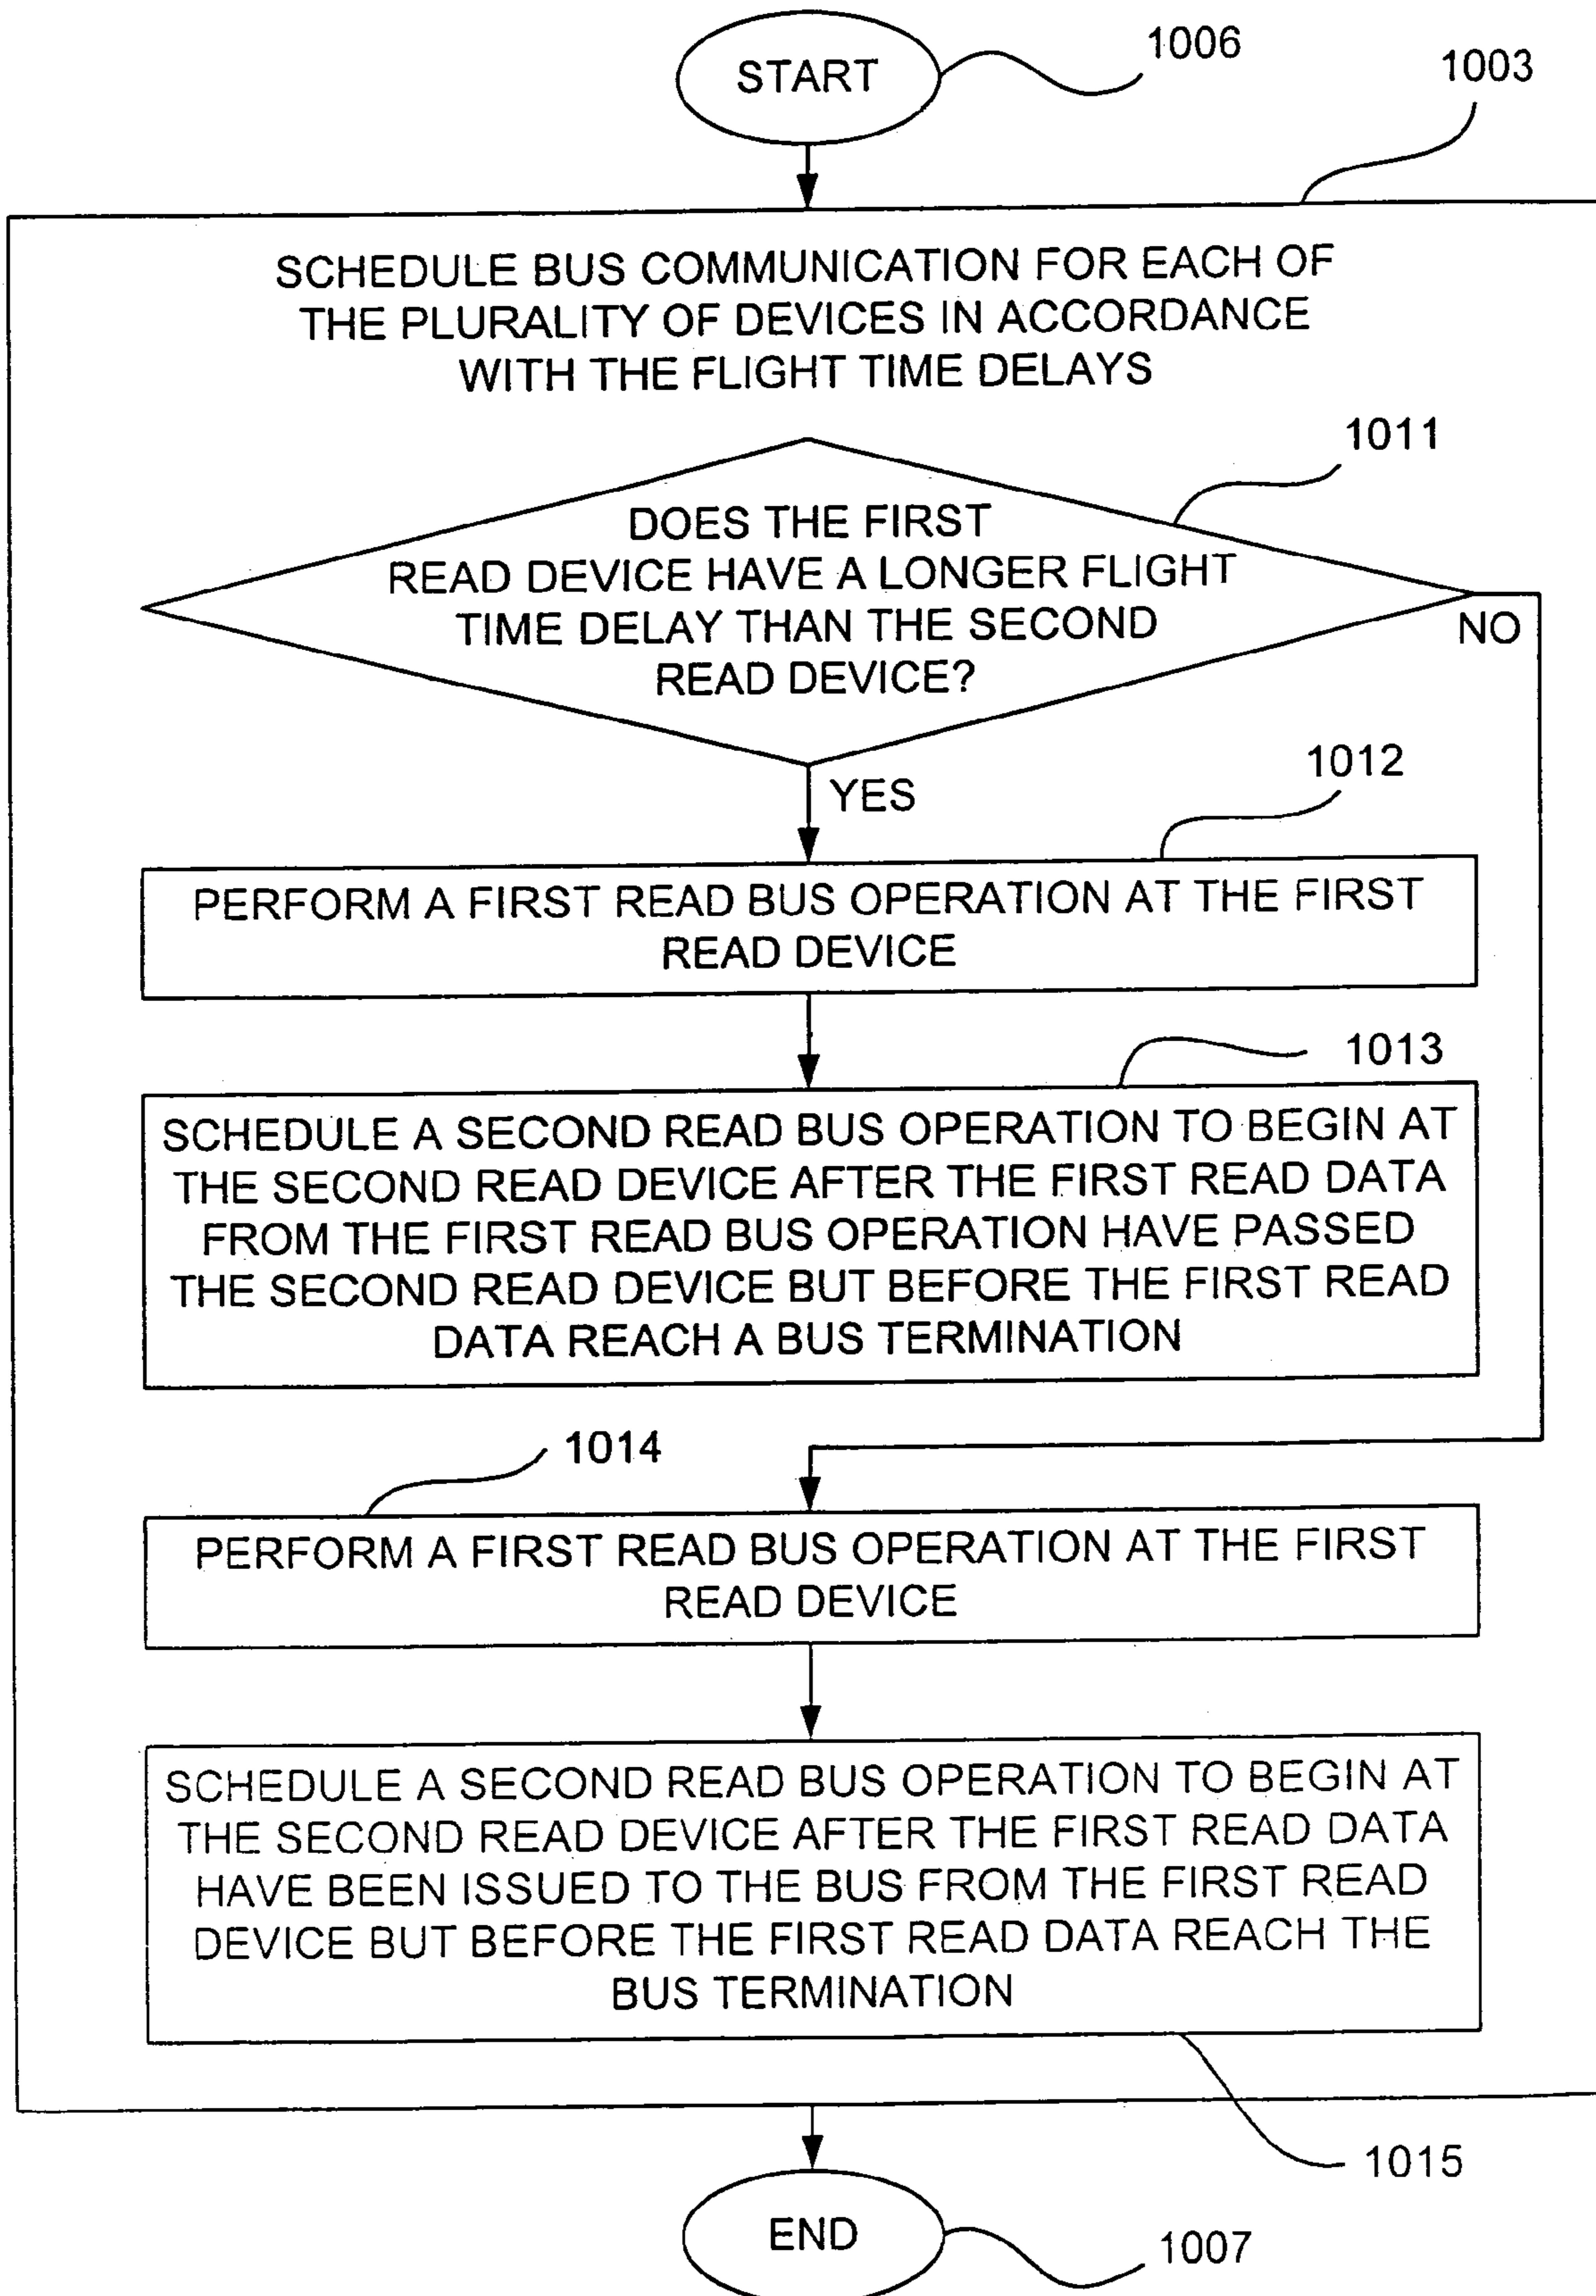 START
1006
1003
SCHEDULE BUS COMMUNICATION FOR EACH OF
THE PLURALITY OF DEVICES IN ACCORDANCE
WITH THE FLIGHT TIME DELAYS
1011
DOES THE FIRST
READ DEVICE HAVE A LONGER FLIGHT
TIME DELAY THAN THE SECOND
READ DEVICE?
NO
YES
1012
PERFORM A FIRST READ BUS OPERATION AT THE FIRST
READ DEVICE
1013
SCHEDULE A SECOND READ BUS OPERATION TO BEGIN AT
THE SECOND READ DEVICE AFTER THE FIRST READ DATA
FROM THE FIRST READ BUS OPERATION HAVE PASSED
THE SECOND READ DEVICE BUT BEFORE THE FIRST READ
DATA REACH A BUS TERMINATION
1014
PERFORM A FIRST READ BUS OPERATION AT THE FIRST
READ DEVICE
SCHEDULE A SECOND READ BUS OPERATION TO BEGIN AT
THE SECOND READ DEVICE AFTER THE FIRST READ DATA
HAVE BEEN ISSUED TO THE BUS FROM THE FIRST READ
DEVICE BUT BEFORE THE FIRST READ DATA REACH THE
BUS TERMINATION
1015
END
1007